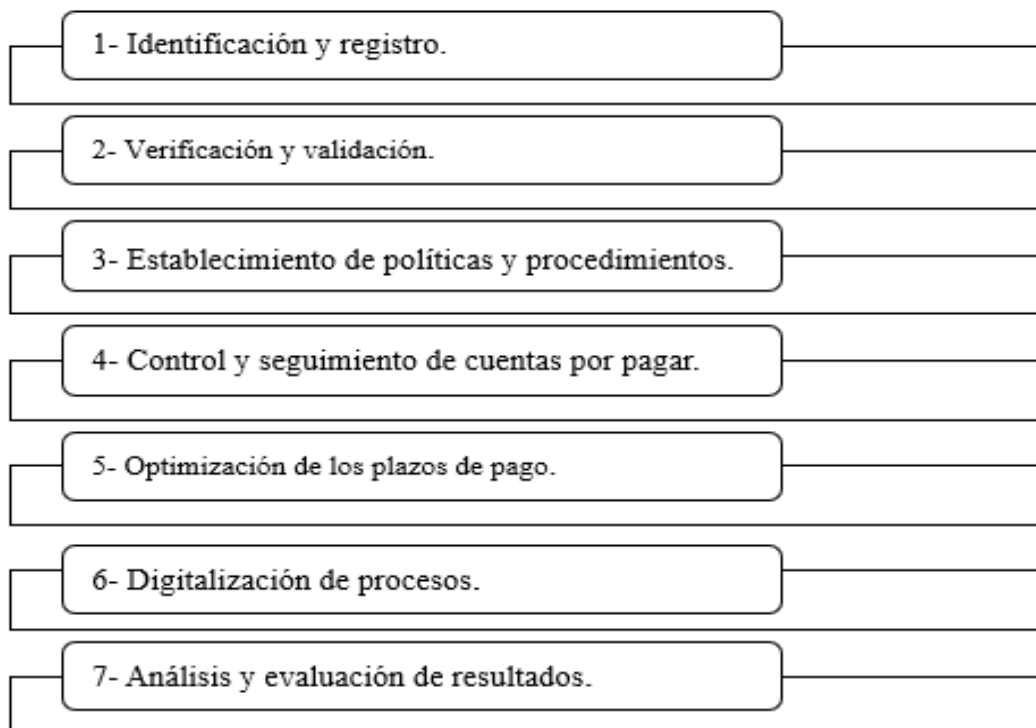 1- Identificación y registro.
2- Verificación y validación.
3- Establecimiento de políticas y procedimientos.
4- Control y seguimiento de cuentas por pagar.
5- Optimización de los plazos de pago.
6- Digitalización de procesos.
7- Análisis y evaluación de resultados.